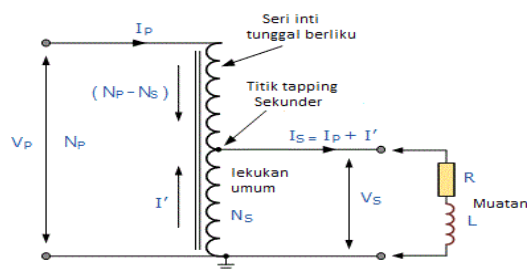 Seri inti
tunggal berliku
IP
(NP-NS)
Titik tapping
Sekunder
IS = IP + I'
VP
NP
lekukan
umum
I'
NS
VS
R
Muatan
L